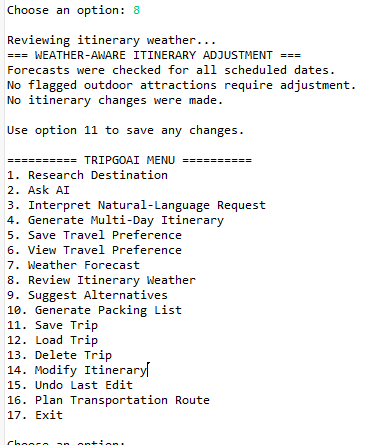 Choose an option: 8
Reviewing itinerary weather...
=== WEATHER-AWARE ITINERARY ADJUSTMENT ===
Forecasts were checked for all scheduled dates.
No flagged outdoor attractions require adjustment.
No itinerary changes were made.
Use option 11 to save any changes.
========== TRIPGOAI MENU ==========
1. Research Destination
2. Ask AI
3. Interpret Natural-Language Request
4. Generate Multi-Day Itinerary
5. Save Travel Preference
6. View Travel Preference
7. Weather Forecast
8. Review Itinerary Weather
9. Suggest Alternatives
10. Generate Packing List
11. Save Trip
12. Load Trip
13. Delete Trip
14. Modify Itinerary
15. Undo Last Edit
16. Plan Transportation Route
17. Exit
Choose an option: